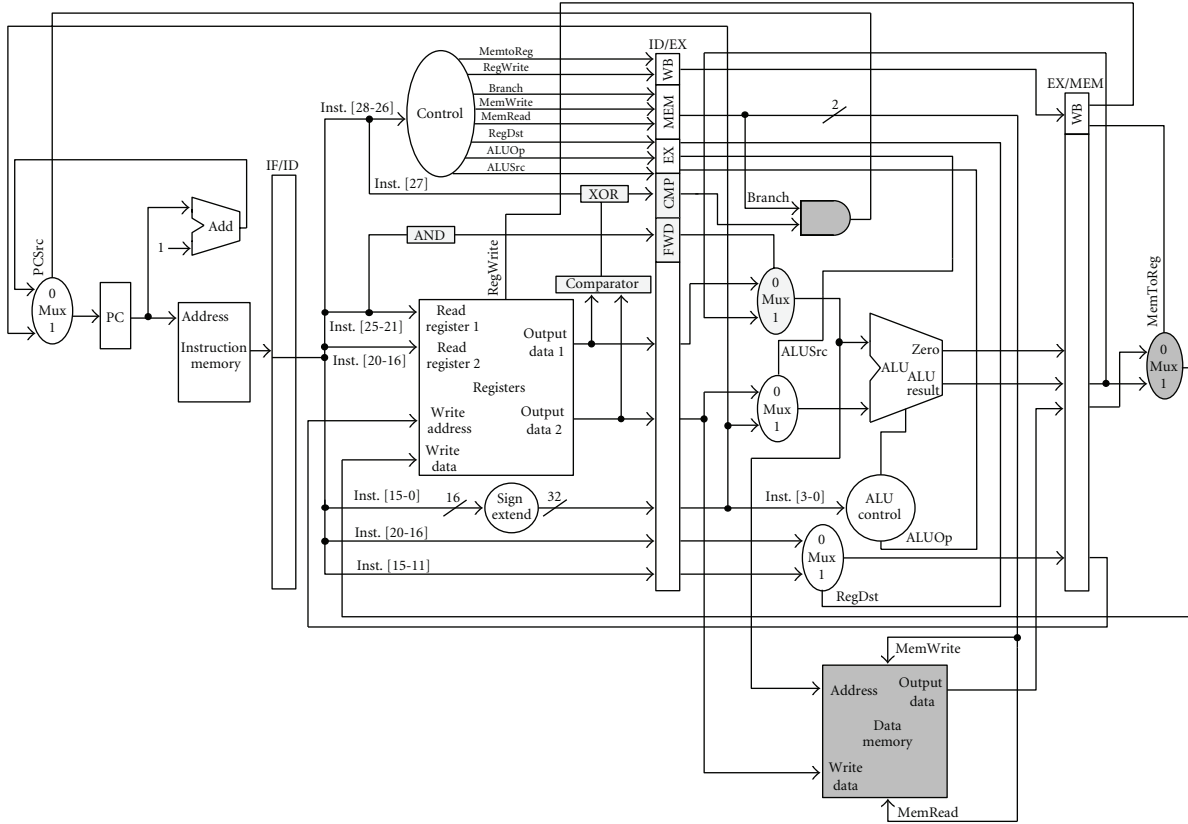 ID/EX
EX/MEM
IF/ID
Control
MemtoReg
RegWrite
Branch
MemWrite
MemRead
RegDst
ALUOp
ALUSrc
WB
MEM
EX
CMP
FWD
WB
2
Inst. [28-26]
Inst. [27]
XOR
AND
Branch
RegWrite
Comparator
Add
1
PCSrc
0
Mux
1
PC
Address
Instruction
memory
Inst. [25-21]
Inst. [20-16]
Read
register 1
Read
register 2
Registers
Write
address
Write
data
Output
data 1
Output
data 2
0
Mux
1
ALUSrc
0
Mux
1
Zero
ALU
ALU
result
MemToReg
0
Mux
1
Inst. [15-0]
16
Sign
extend
32
Inst. [3-0]
ALU
control
ALUOp
Inst. [20-16]
Inst. [15-11]
0
Mux
1
RegDst
MemWrite
Address
Output
data
Data
memory
Write
data
MemRead